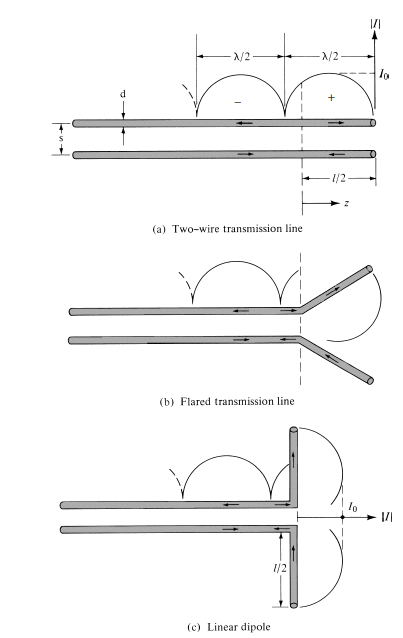 |I|
λ/2
λ/2
I₀
d
−
+
s
l/2
z
(a) Two-wire transmission line
(b) Flared transmission line
I₀
|I|
l/2
(c) Linear dipole